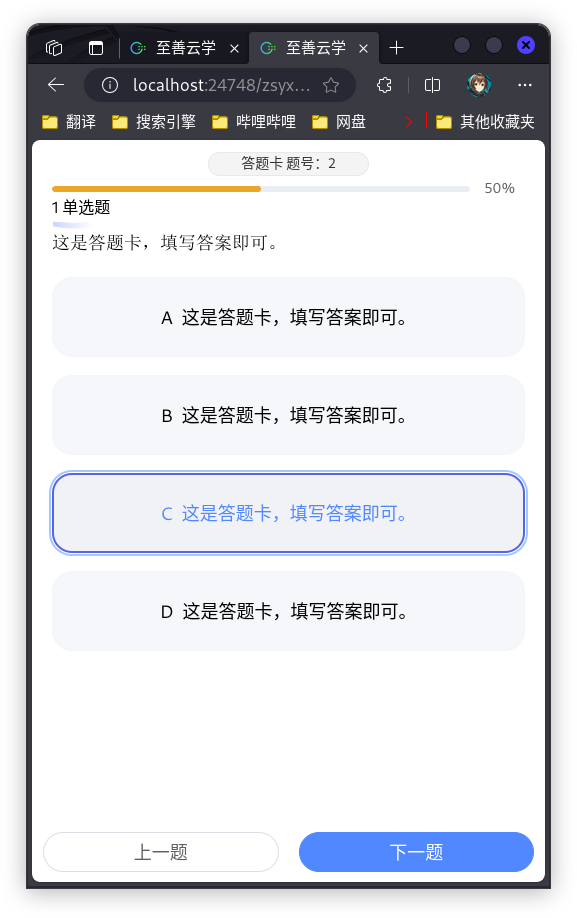 至善云学 至善云学
localhost:24748/zsyx...
翻译 搜索引擎 哔哩哔哩 网盘 其他收藏夹
答题卡 题号：2
50%
1 单选题
这是答题卡，填写答案即可。
A 这是答题卡，填写答案即可。
B 这是答题卡，填写答案即可。
C 这是答题卡，填写答案即可。
D 这是答题卡，填写答案即可。
上一题 下一题